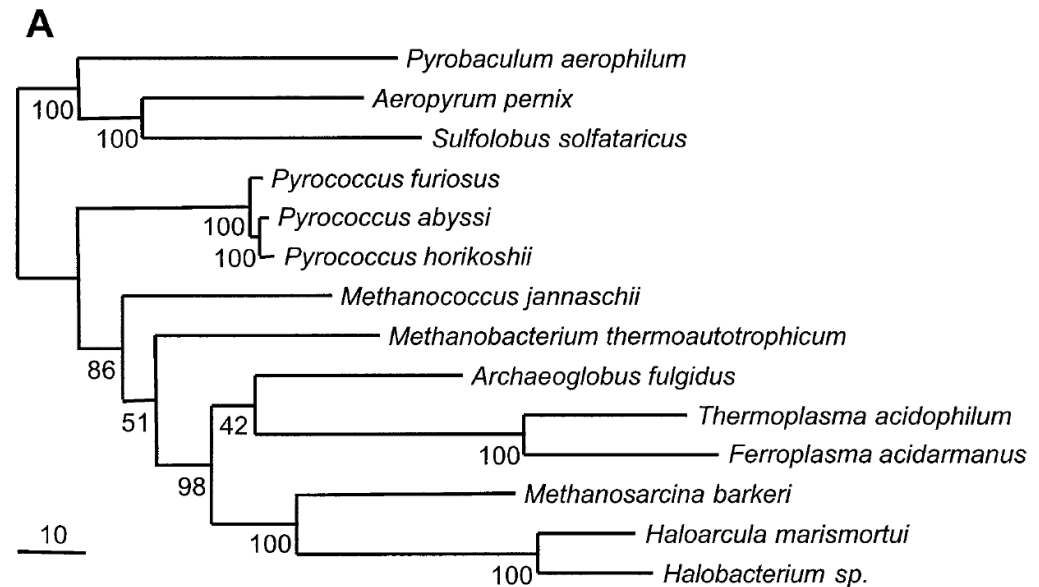 A
Pyrobaculum aerophilum
100
Aeropyrum pernix
100
Sulfolobus solfataricus
Pyrococcus furiosus
100
Pyrococcus abyssi
100
Pyrococcus horikoshii
Methanococcus jannaschii
86
Methanobacterium thermoautotrophicum
51
Archaeoglobus fulgidus
42
Thermoplasma acidophilum
100
Ferroplasma acidarmanus
98
Methanosarcina barkeri
10
100
Haloarcula marismortui
100
Halobacterium sp.